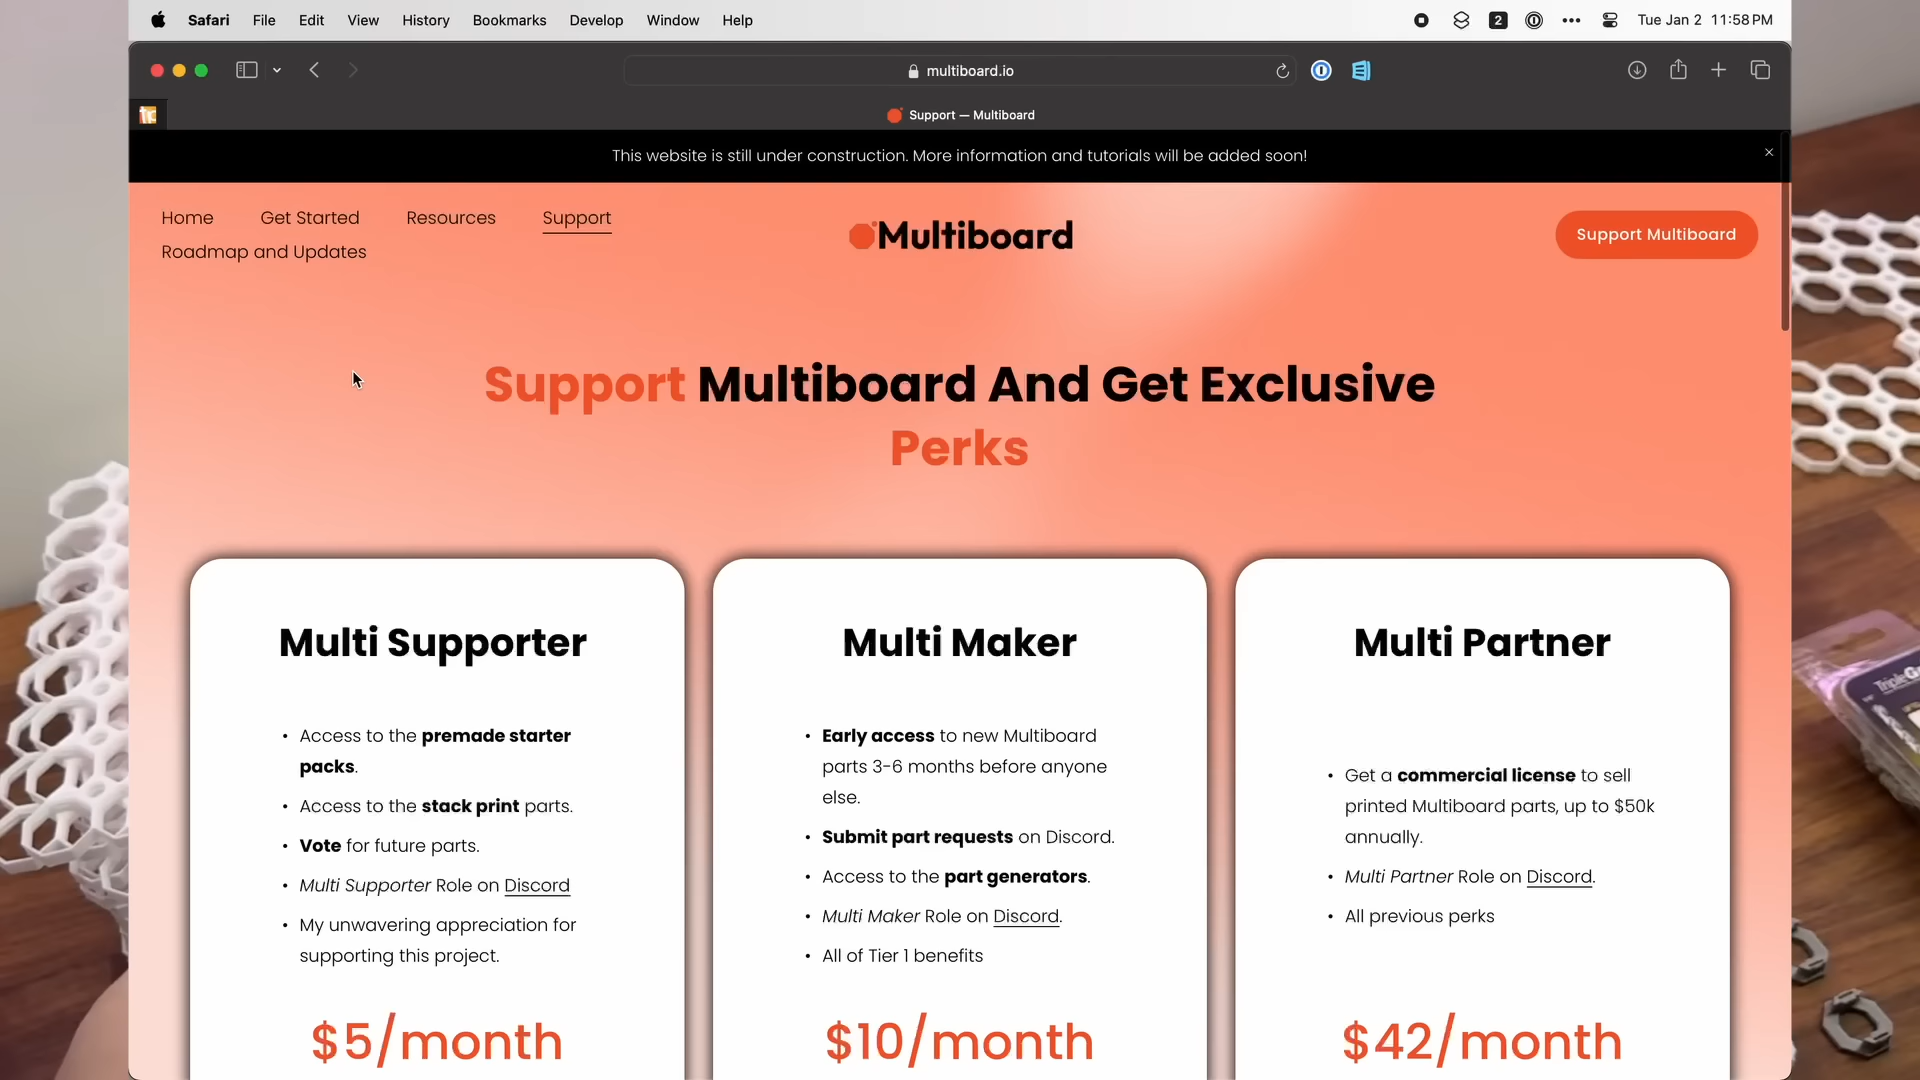 Safari File Edit View History Bookmarks Develop Window Help 2 Tue Jan 2 11:58 PM
multiboard.io
Support — Multiboard
This website is still under construction. More information and tutorials will be added soon!
Home Get Started Resources Support
Roadmap and Updates
Multiboard
Support Multiboard
Support Multiboard And Get Exclusive
Perks
Multi Supporter
• Access to the premade starter
packs.
• Access to the stack print parts.
• Vote for future parts.
• Multi Supporter Role on Discord
• My unwavering appreciation for
supporting this project.
$5/month
Multi Maker
• Early access to new Multiboard
parts 3-6 months before anyone
else.
• Submit part requests on Discord.
• Access to the part generators.
• Multi Maker Role on Discord.
• All of Tier 1 benefits
$10/month
Multi Partner
• Get a commercial license to sell
printed Multiboard parts, up to $50k
annually.
• Multi Partner Role on Discord.
• All previous perks
$42/month